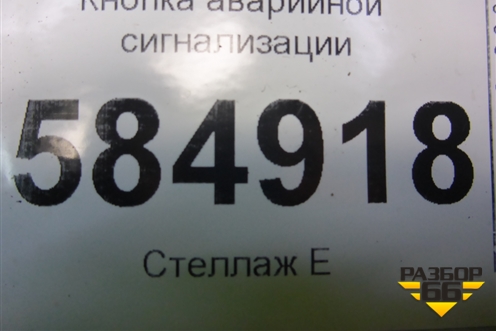 Кнопка аварийной
сигнализации
584918
Стеллаж Е
РАЗБОР
66